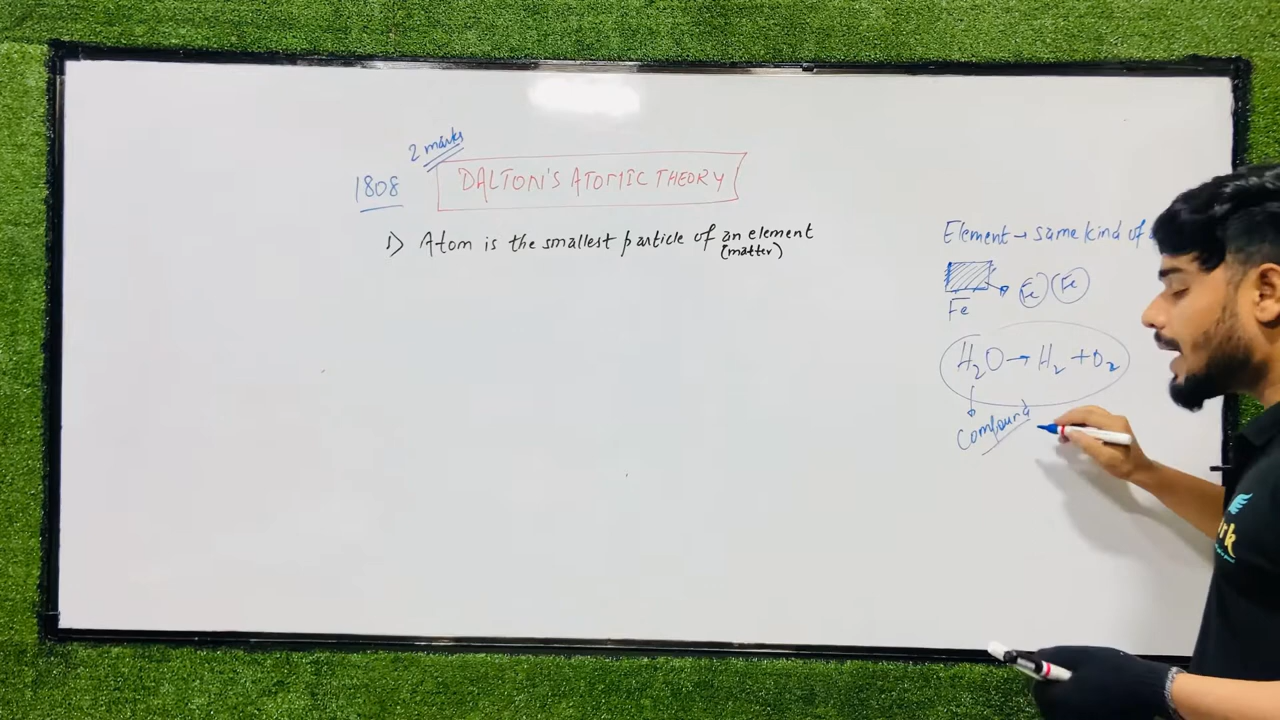 2 marks
1808 DALTON'S ATOMIC THEORY
1) Atom is the smallest particle of an element
(matter)
Element → same kind of
Fe Fe
Fe
H₂O → H₂ + O₂
Compound